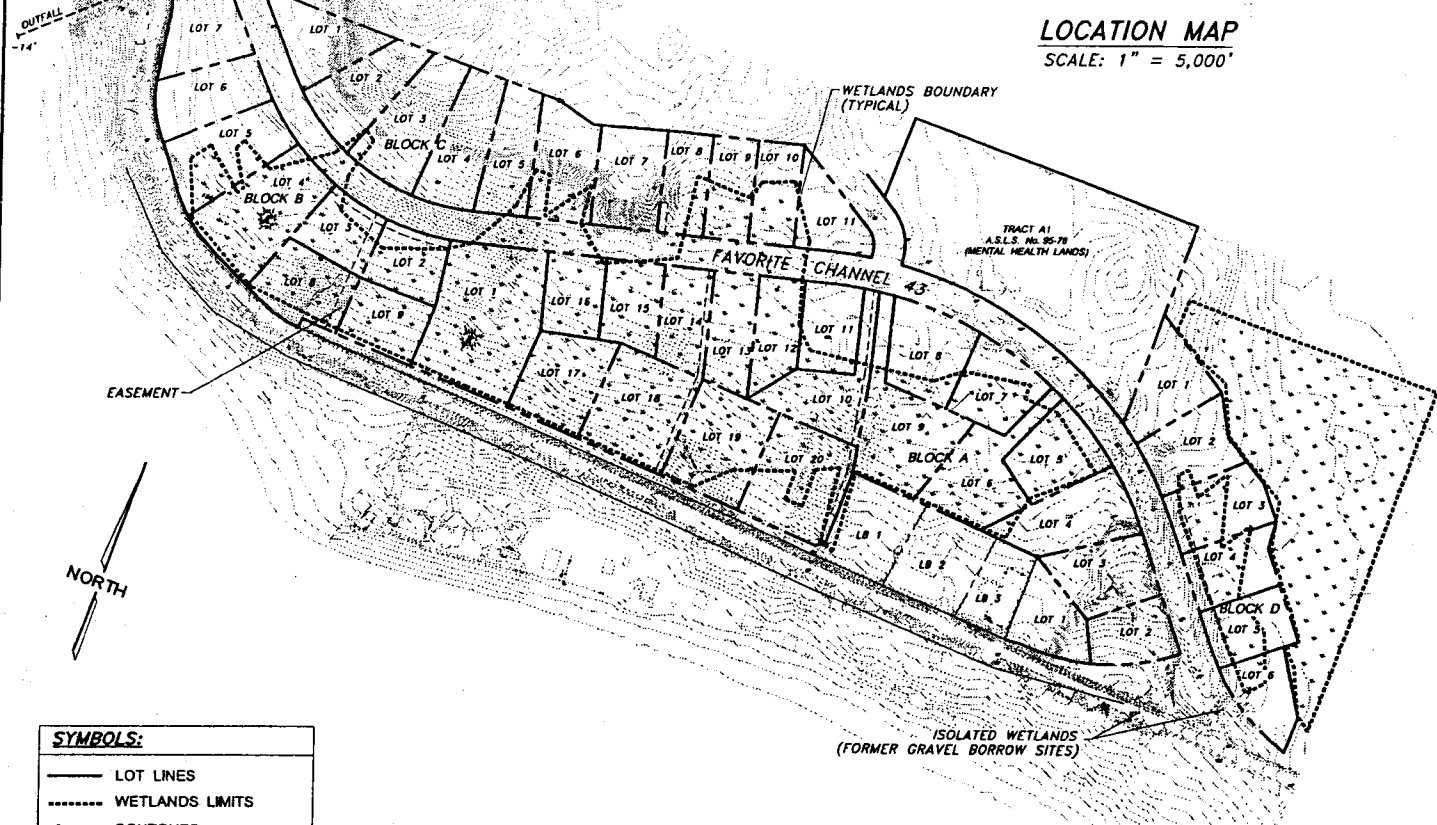 OUTFALL
-14'
LOCATION MAP
SCALE: 1" = 5,000'
WETLANDS BOUNDARY
(TYPICAL)
LOT 7
LOT 6
LOT 5
LOT 4
BLOCK B
LOT 3
LOT 2
LOT 8
LOT 9
LOT 1
LOT 1
LOT 2
LOT 3
BLOCK C
LOT 4
LOT 5
LOT 6
LOT 7
LOT 8
LOT 9
LOT 10
LOT 11
TRACT A1
A.S.L.S. No. 95-78
(MENTAL HEALTH LANDS)
FAVORITE CHANNEL 43
LOT 16
LOT 15
LOT 14
LOT 13
LOT 12
LOT 11
LOT 17
LOT 18
LOT 19
LOT 20
LOT 10
LOT 9
LOT 8
LOT 7
BLOCK A
LOT 6
LOT 5
LOT 4
LOT 3
LOT 2
LOT 1
LB 1
LB 2
LB 3
LOT 1
LOT 2
LOT 3
LOT 4
BLOCK D
LOT 5
LOT 6
EASEMENT
NORTH
ISOLATED WETLANDS
(FORMER GRAVEL BORROW SITES)
SYMBOLS:
LOT LINES
WETLANDS LIMITS